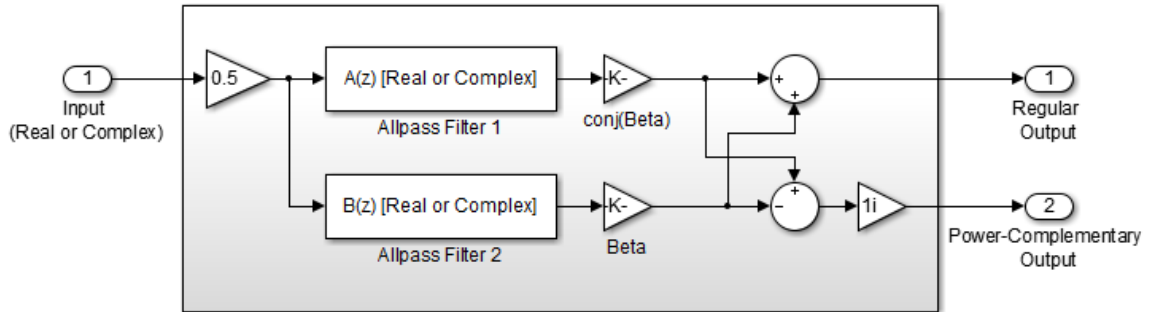 1
Input
(Real or Complex)
0.5
A(z) [Real or Complex]
Allpass Filter 1
-K-
conj(Beta)
+
+
1
Regular
Output
B(z) [Real or Complex]
Allpass Filter 2
-K-
Beta
+
−
1i
2
Power-Complementary
Output